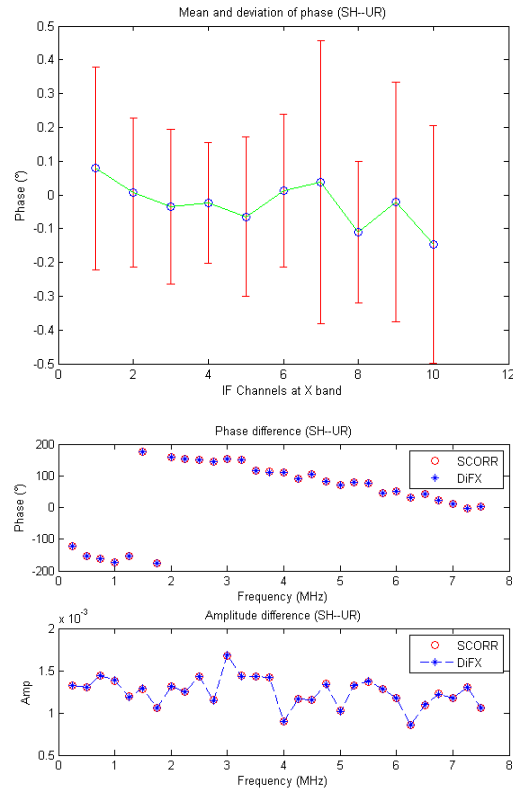 Mean and deviation of phase (SH--UR)
0.5
0.4
0.3
0.2
0.1
0
-0.1
-0.2
-0.3
-0.4
-0.5
Phase (°)
0 2 4 6 8 10 12
IF Channels at X band
Phase difference (SH--UR)
200
100
0
-100
-200
Phase (°)
SCORR
DiFX
0 1 2 3 4 5 6 7 8
Frequency (MHz)
Amplitude difference (SH--UR)
x 10⁻³
2
1.5
1
0.5
Amp
SCORR
DiFX
0 1 2 3 4 5 6 7 8
Frequency (MHz)